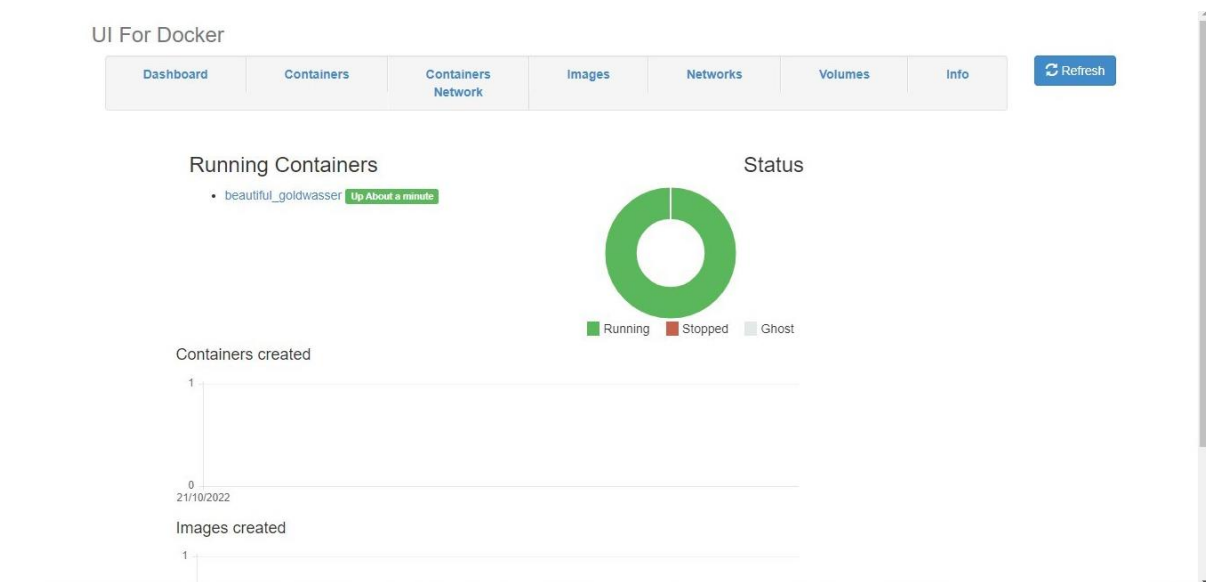 UI For Docker
Dashboard
Containers
Containers
Network
Images
Networks
Volumes
Info
Refresh
Running Containers
Status
beautiful_goldwasser Up About a minute
Running
Stopped
Ghost
Containers created
1
0
21/10/2022
Images created
1